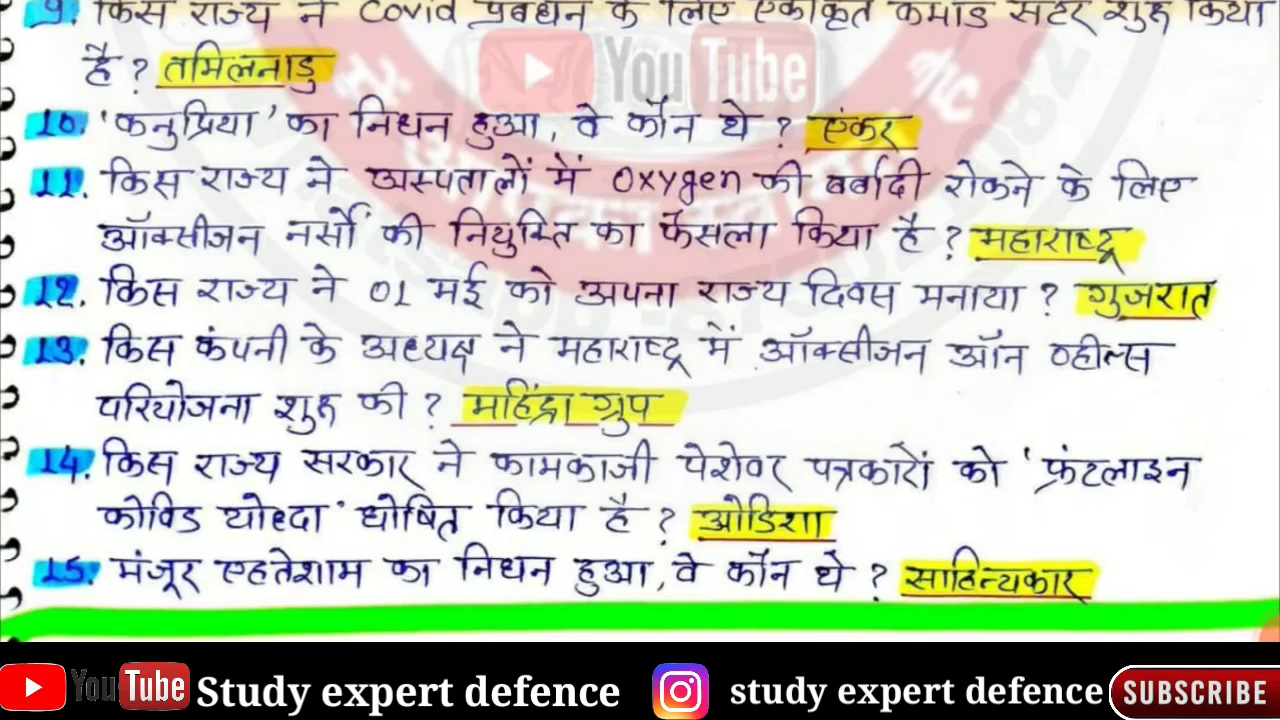 9. किस राज्य ने Covid प्रबंधन के लिए एकीकृत कमांड सेंटर शुरू किया
है ? तमिलनाडु
10. 'कनुप्रिया' का निधन हुआ, वे कौन थे ? एंकर
11. किस राज्य ने अस्पतालों में Oxygen की बर्बादी रोकने के लिए
ऑक्सीजन नर्सों की नियुक्ति का फैसला किया है ? महाराष्ट्र
12. किस राज्य ने 01 मई को अपना राज्य दिवस मनाया ? गुजरात
13. किस कंपनी के अध्यक्ष ने महाराष्ट्र में ऑक्सीजन ऑन व्हील्स
परियोजना शुरू की ? महिंद्रा ग्रुप
14. किस राज्य सरकार ने कामकाजी पेशेवर पत्रकारों को 'फ्रंटलाइन
कोविड योध्दा' घोषित किया है ? ओडिशा
15. मंजूर एहतेशाम का निधन हुआ, वे कौन थे ? साहित्यकार
YouTube
YouTube Study expert defence study expert defence SUBSCRIBE